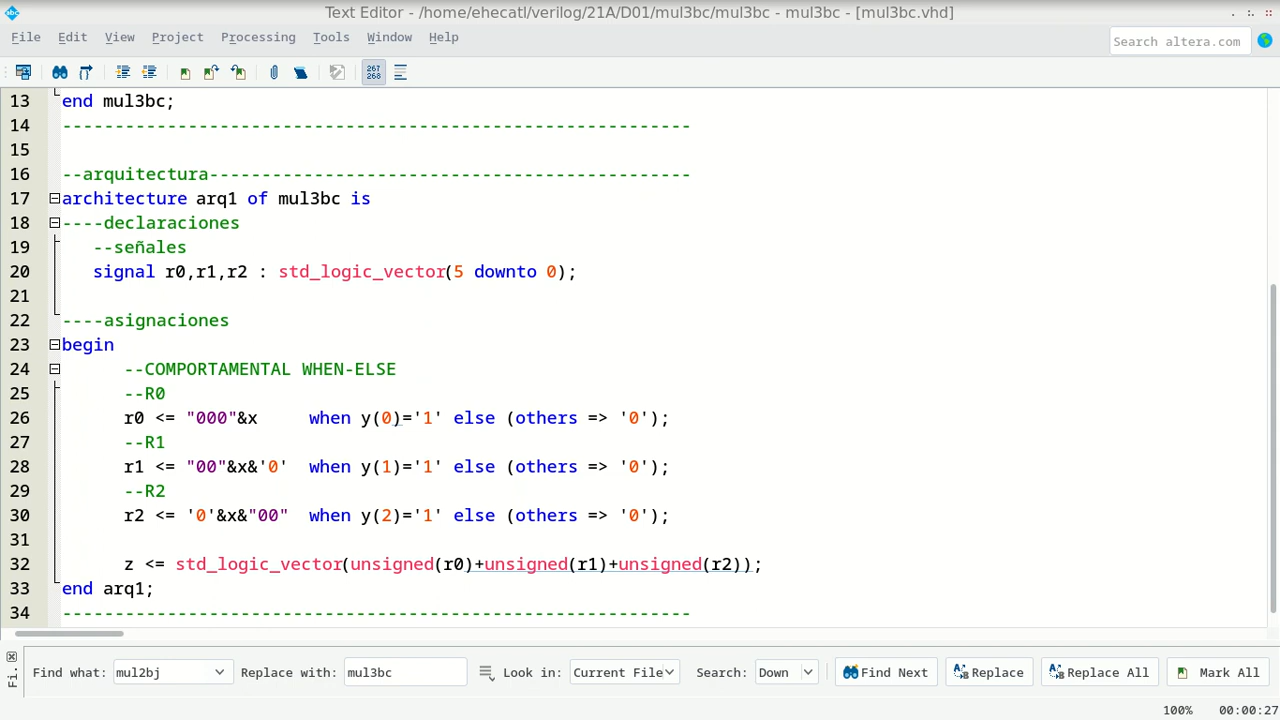 Text Editor - /home/ehecatl/verilog/21A/D01/mul3bc/mul3bc - mul3bc - [mul3bc.vhd]
File Edit View Project Processing Tools Window Help
Search altera.com
267
268
13 end mul3bc;
14 ------------------------------------------------------------
15
16 --arquitectura----------------------------------------------
17 architecture arq1 of mul3bc is
18 ----declaraciones
19 --señales
20 signal r0,r1,r2 : std_logic_vector(5 downto 0);
21
22 ----asignaciones
23 begin
24 --COMPORTAMENTAL WHEN-ELSE
25 --R0
26 r0 <= "000"&x when y(0)='1' else (others => '0');
27 --R1
28 r1 <= "00"&x&'0' when y(1)='1' else (others => '0');
29 --R2
30 r2 <= '0'&x&"00" when y(2)='1' else (others => '0');
31
32 z <= std_logic_vector(unsigned(r0)+unsigned(r1)+unsigned(r2));
33 end arq1;
34 ------------------------------------------------------------
Fi.. Find what: mul2bj Replace with: mul3bc Look in: Current File Search: Down Find Next Replace Replace All Mark All
100% 00:00:27